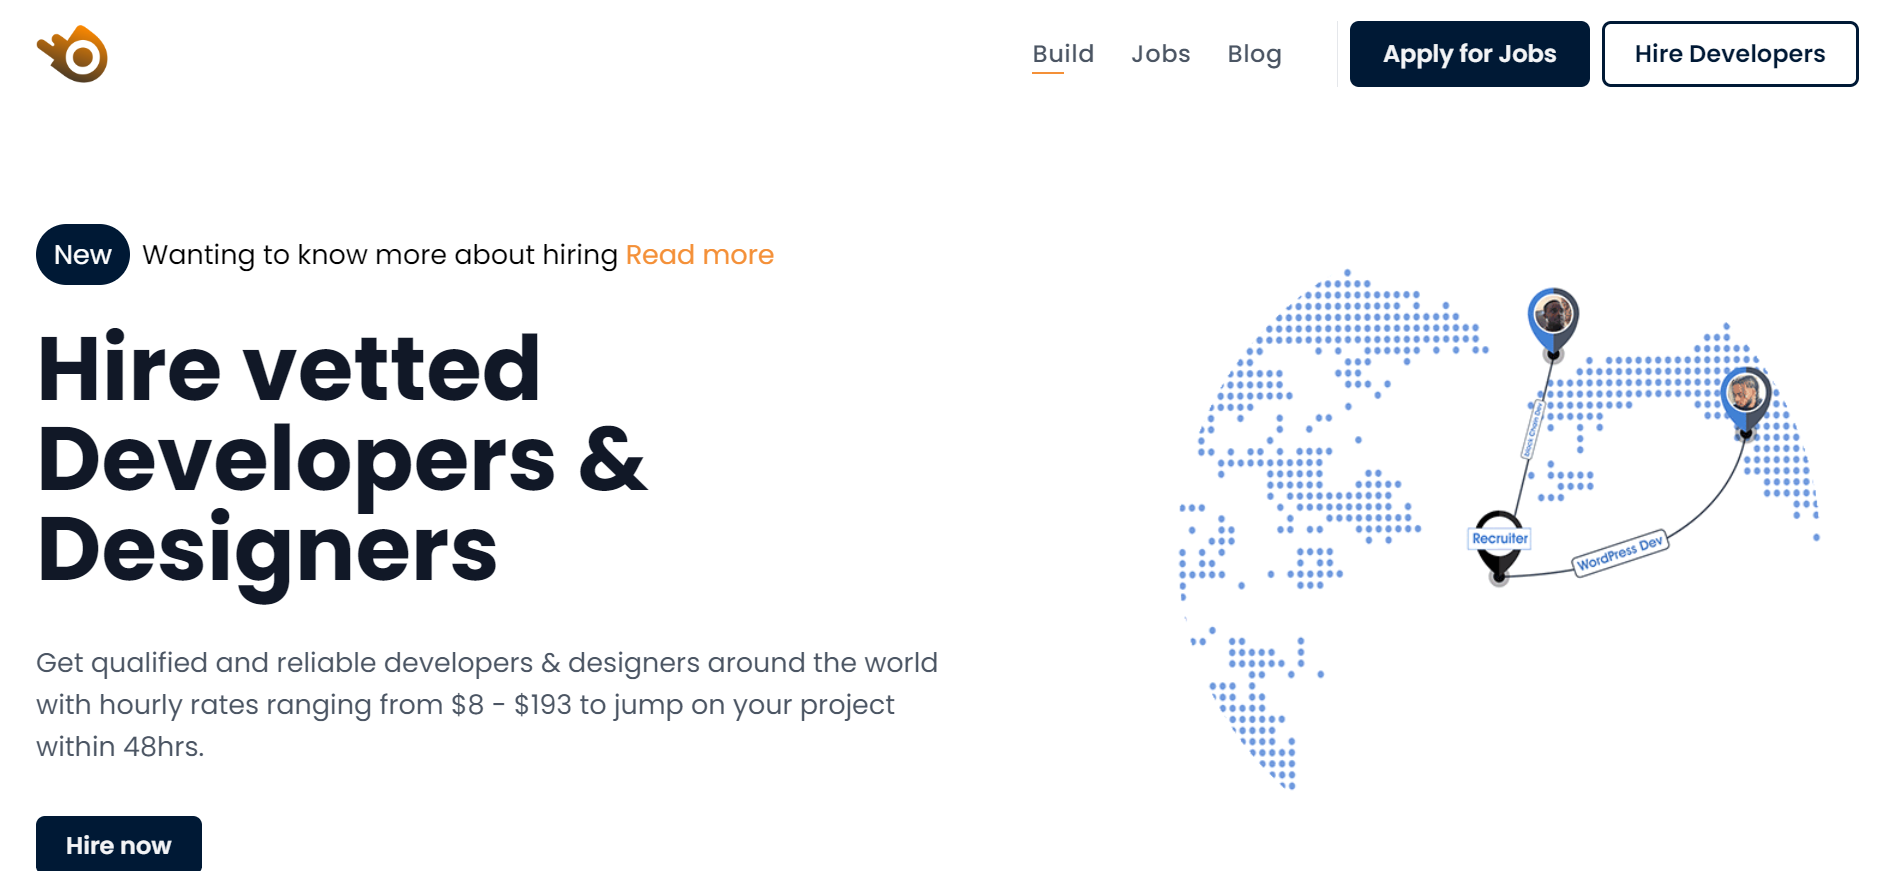 Build Jobs Blog Apply for Jobs Hire Developers
New Wanting to know more about hiring Read more
Hire vetted
Developers &
Designers
Get qualified and reliable developers & designers around the world
with hourly rates ranging from $8 - $193 to jump on your project
within 48hrs.
Hire now
Block Chain Dev
Recruiter
WordPress Dev